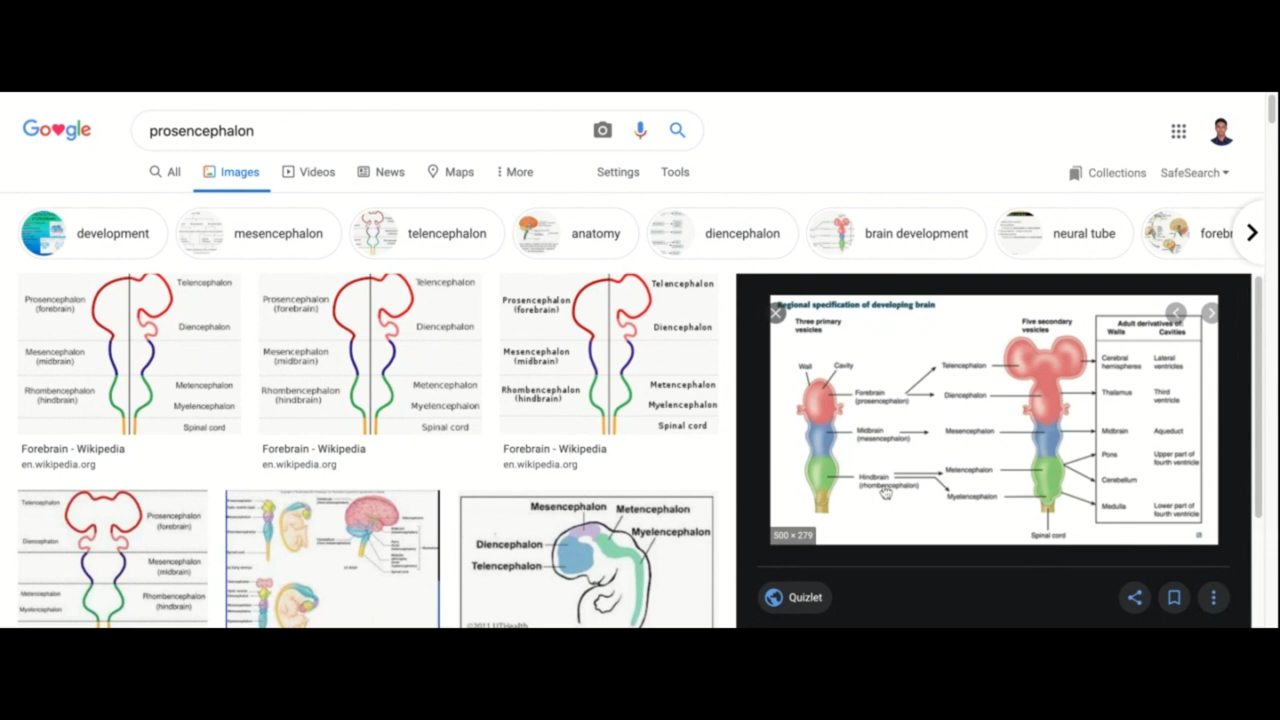 Google
prosencephalon
All
Images
Videos
News
Maps
More
Settings
Tools
Collections
SafeSearch
development
mesencephalon
telencephalon
anatomy
diencephalon
brain development
neural tube
forebr
Prosencephalon
(forebrain)
Mesencephalon
(midbrain)
Rhombencephalon
(hindbrain)
Telencephalon
Diencephalon
Metencephalon
Myelencephalon
Spinal cord
Forebrain - Wikipedia
en.wikipedia.org
Prosencephalon
(forebrain)
Mesencephalon
(midbrain)
Rhombencephalon
(hindbrain)
Telencephalon
Diencephalon
Metencephalon
Myelencephalon
Spinal cord
Forebrain - Wikipedia
en.wikipedia.org
Prosencephalon
(forebrain)
Mesencephalon
(midbrain)
Rhombencephalon
(hindbrain)
Telencephalon
Diencephalon
Metencephalon
Myelencephalon
Spinal cord
Forebrain - Wikipedia
en.wikipedia.org
Telencephalon
Diencephalon
Metencephalon
Myelencephalon
Prosencephalon
(forebrain)
Mesencephalon
(midbrain)
Rhombencephalon
(hindbrain)
Mesencephalon
Metencephalon
Myelencephalon
Diencephalon
Telencephalon
©2011 UTHealth
Regional specification of developing brain
Three primary
vesicles
Five secondary
vesicles
Adult derivatives of:
Walls Cavities
Wall
Cavity
Forebrain
(prosencephalon)
Midbrain
(mesencephalon)
Hindbrain
(rhombencephalon)
Telencephalon
Diencephalon
Mesencephalon
Metencephalon
Myelencephalon
Spinal cord
Cerebral
hemispheres
Lateral
ventricles
Thalamus
Third
ventricle
Midbrain
Aqueduct
Pons
Upper part of
fourth ventricle
Cerebellum
Medulla
Lower part of
fourth ventricle
500 × 279
Quizlet